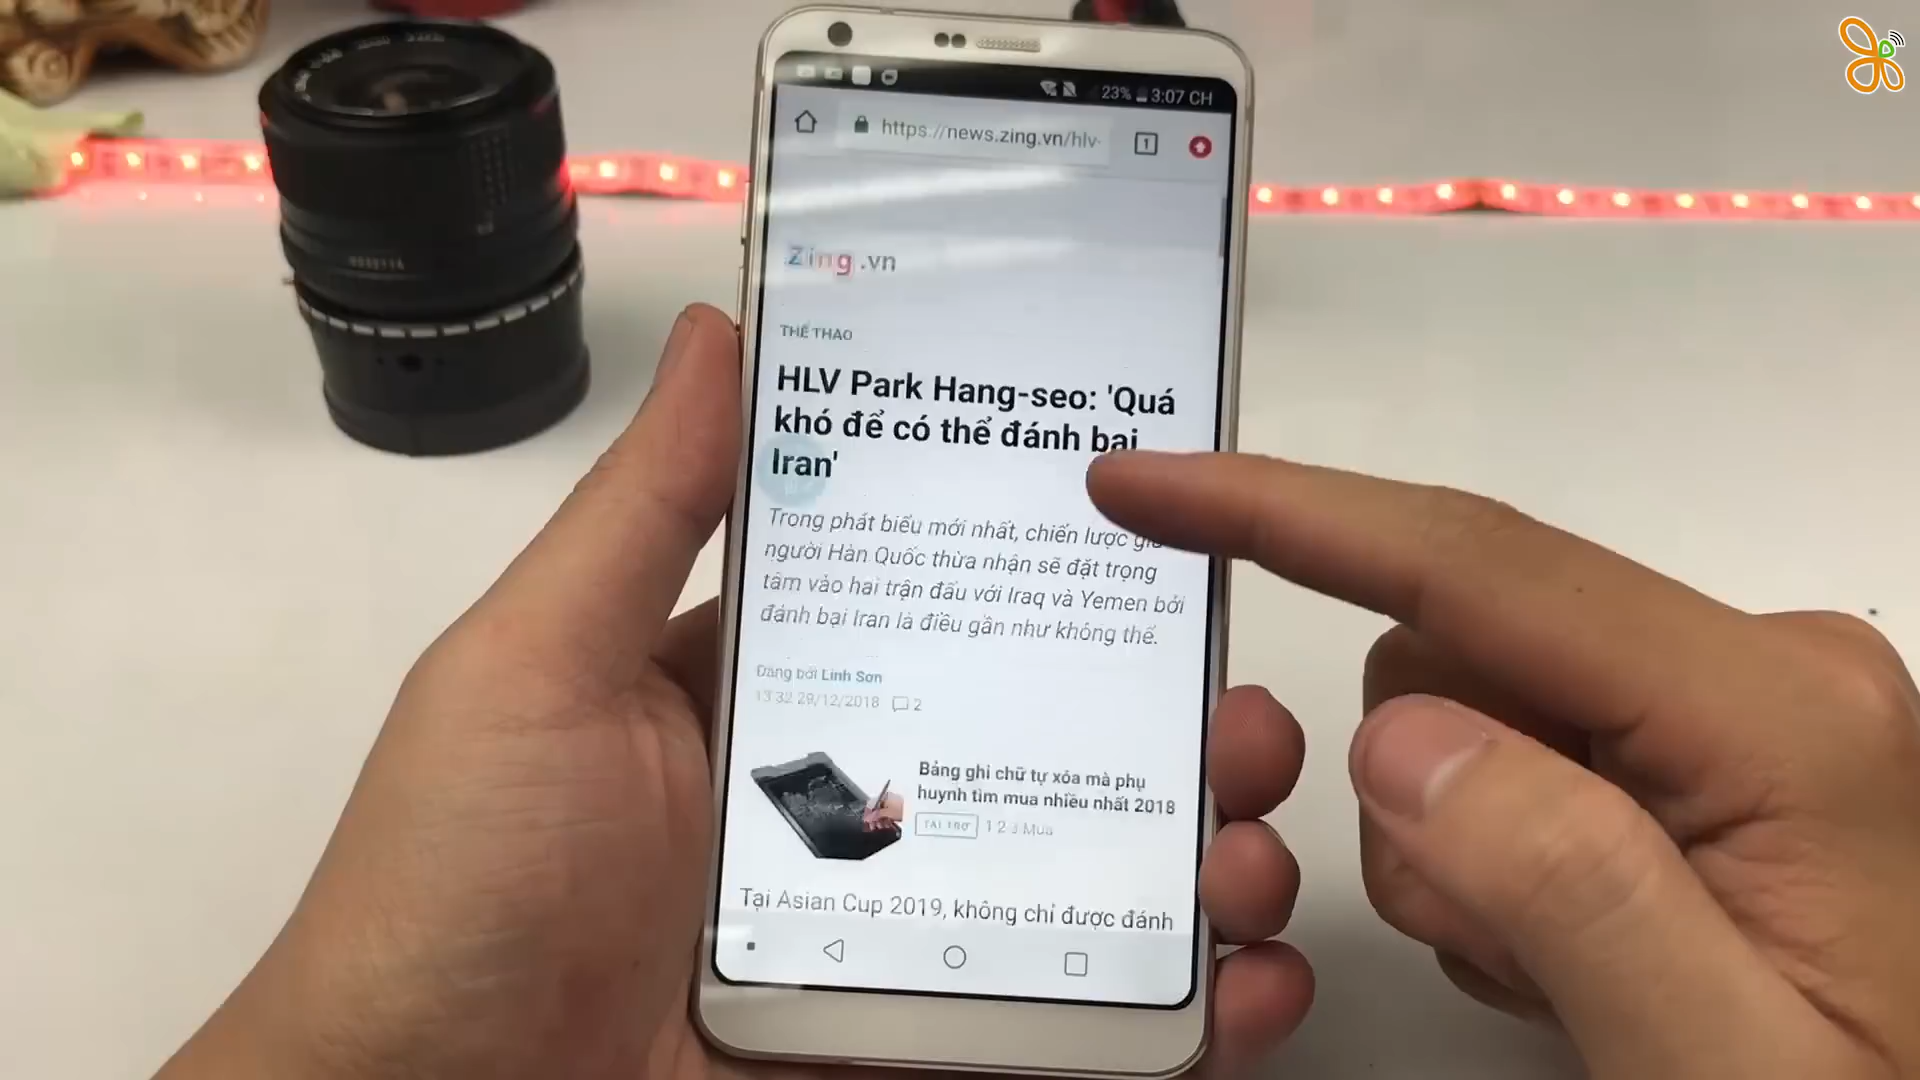 23% 3:07 CH
https://news.zing.vn/hlv-
1
Zing.vn
THỂ THAO
HLV Park Hang-seo: 'Quá
khó để có thể đánh bại
Iran'
Trong phát biểu mới nhất, chiến lược
người Hàn Quốc thừa nhận sẽ đặt trọng
tâm vào hai trận đấu với Iraq và Yemen bởi
đánh bại Iran là điều gần như không thể.
Đăng bởi Linh Sơn
13:32 29/12/2018 2
Bảng ghi chữ tự xóa mà phụ
huynh tìm mua nhiều nhất 2018
TÀI TRỢ 1 2 3 Mua
Tại Asian Cup 2019, không chỉ được đánh